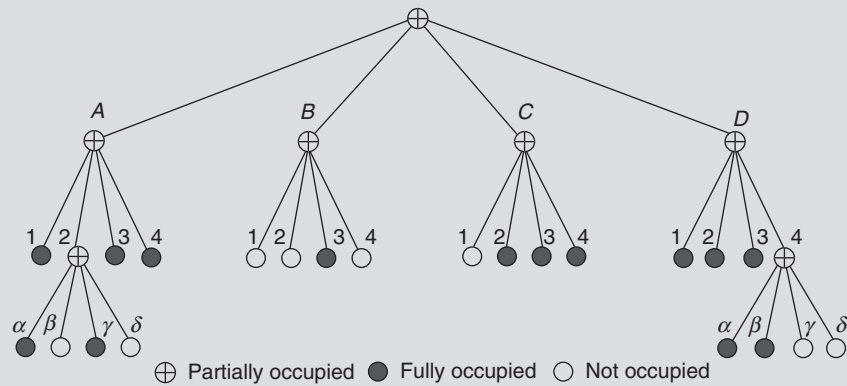 A B C D
1 2 3 4 1 2 3 4 1 2 3 4 1 2 3 4
α β γ δ α β γ δ
Partially occupied Fully occupied Not occupied